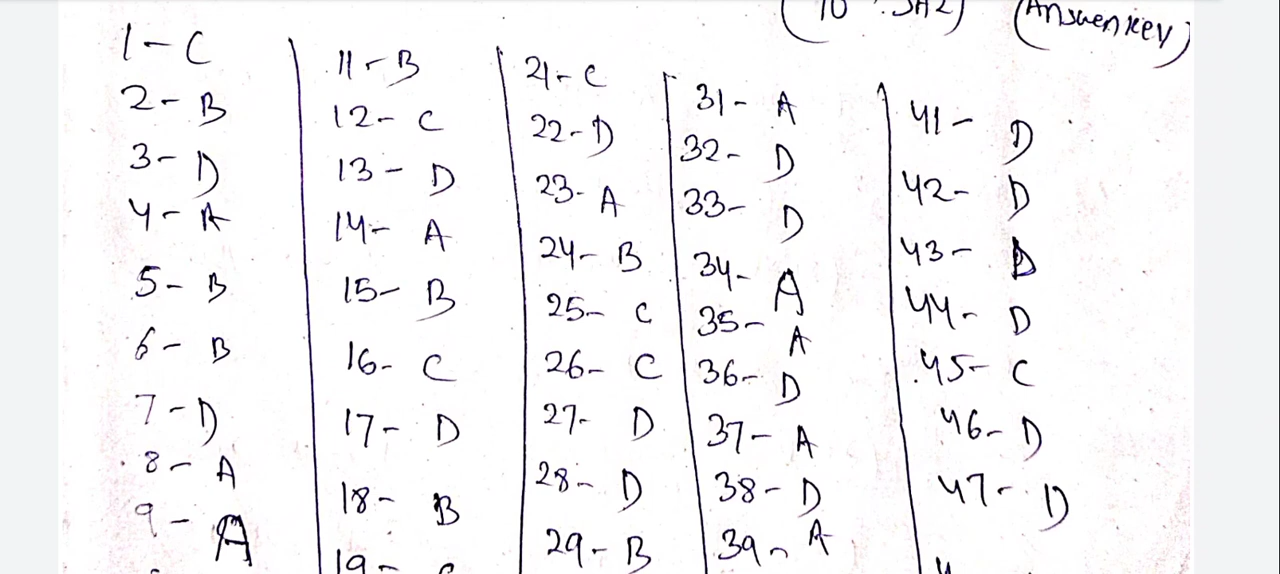 (Answer key)
1- C
2- B
3- D
4- A
5- B
6- B
7- D
8- A
9- A
11- B
12- C
13- D
14- A
15- B
16- C
17- D
18- B
19-
21- C
22- D
23- A
24- B
25- C
26- C
27- D
28- D
29- B
31- A
32- D
33- D
34- A
35- A
36- D
37- A
38- D
39- A
41- D
42- D
43- D
44- D
45- C
46- D
47- D